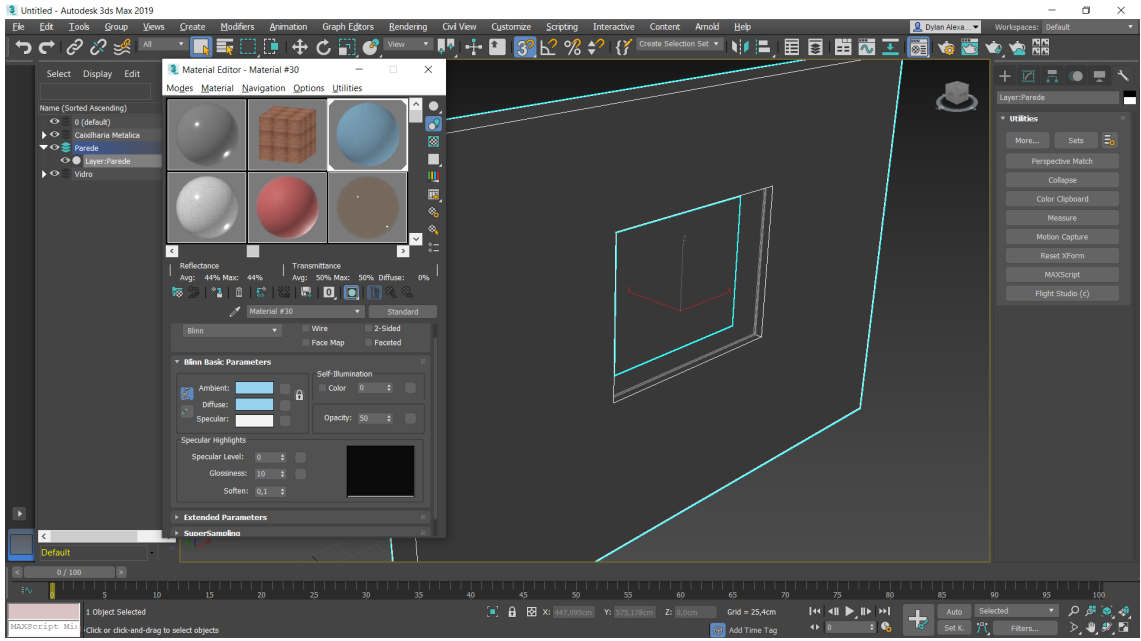 Untitled - Autodesk 3ds Max 2019
File Edit Tools Group Views Create Modifiers Animation Graph Editors Rendering Civil View Customize Scripting Interactive Content Arnold Help Dylan Alexa... Workspaces: Default
All View Create Selection Set
Select Display Edit
Name (Sorted Ascending)
0 (default)
Caixlharia Metalica
Parede
Layer:Parede
Vidro
Default
Material Editor - Material #30
Modes Material Navigation Options Utilities
Reflectance Transmittance
Avg: 44% Max: 44% Avg: 50% Max: 50% Diffuse: 0%
Material #30 Standard
Blinn Wire 2-Sided
Face Map Faceted
Blinn Basic Parameters
Self-Illumination
Ambient: Color 0
Diffuse:
Specular: Opacity: 50
Specular Highlights
Specular Level: 0
Glossiness: 10
Soften: 0,1
Extended Parameters
SuperSampling
Layer:Parede
Utilities
More... Sets
Perspective Match
Collapse
Color Clipboard
Measure
Motion Capture
Reset XForm
MAXScript
Flight Studio (c)
0 / 100
0 5 10 15 20 25 30 35 40 45 50 55 60 65 70 75 80 85 90 95 100
1 Object Selected X: 447,095cm Y: 575,178cm Z: 0,0cm Grid = 25,4cm Auto Selected
MAXScript Mi Click or click-and-drag to select objects Add Time Tag 0 Set K. Filters...